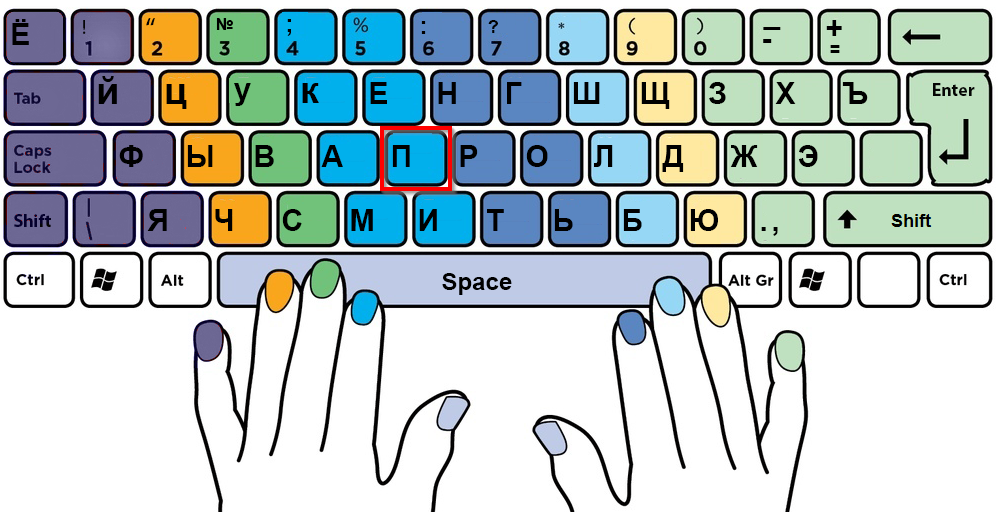 Ё ! 1 “ 2 № 3 ; 4 % 5 : 6 ? 7 * 8 ( 9 ) 0 — - + =
Tab Й Ц У К Е Н Г Ш Щ З Х Ъ Enter
Caps Lock Ф Ы В А П Р О Л Д Ж Э
Shift | \ Я Ч С М И Т Ь Б Ю ., Shift
Ctrl Alt Space Alt Gr Ctrl